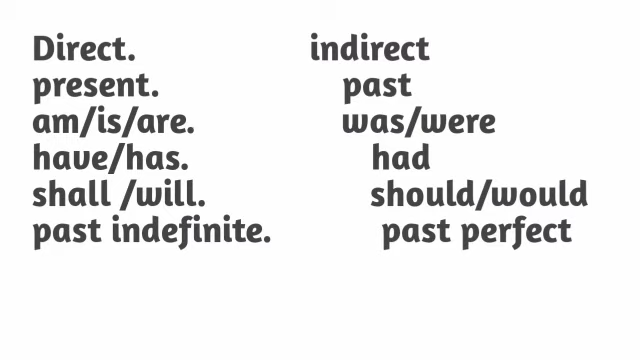 Direct. indirect
present. past
am/is/are. was/were
have/has. had
shall /will. should/would
past indefinite. past perfect